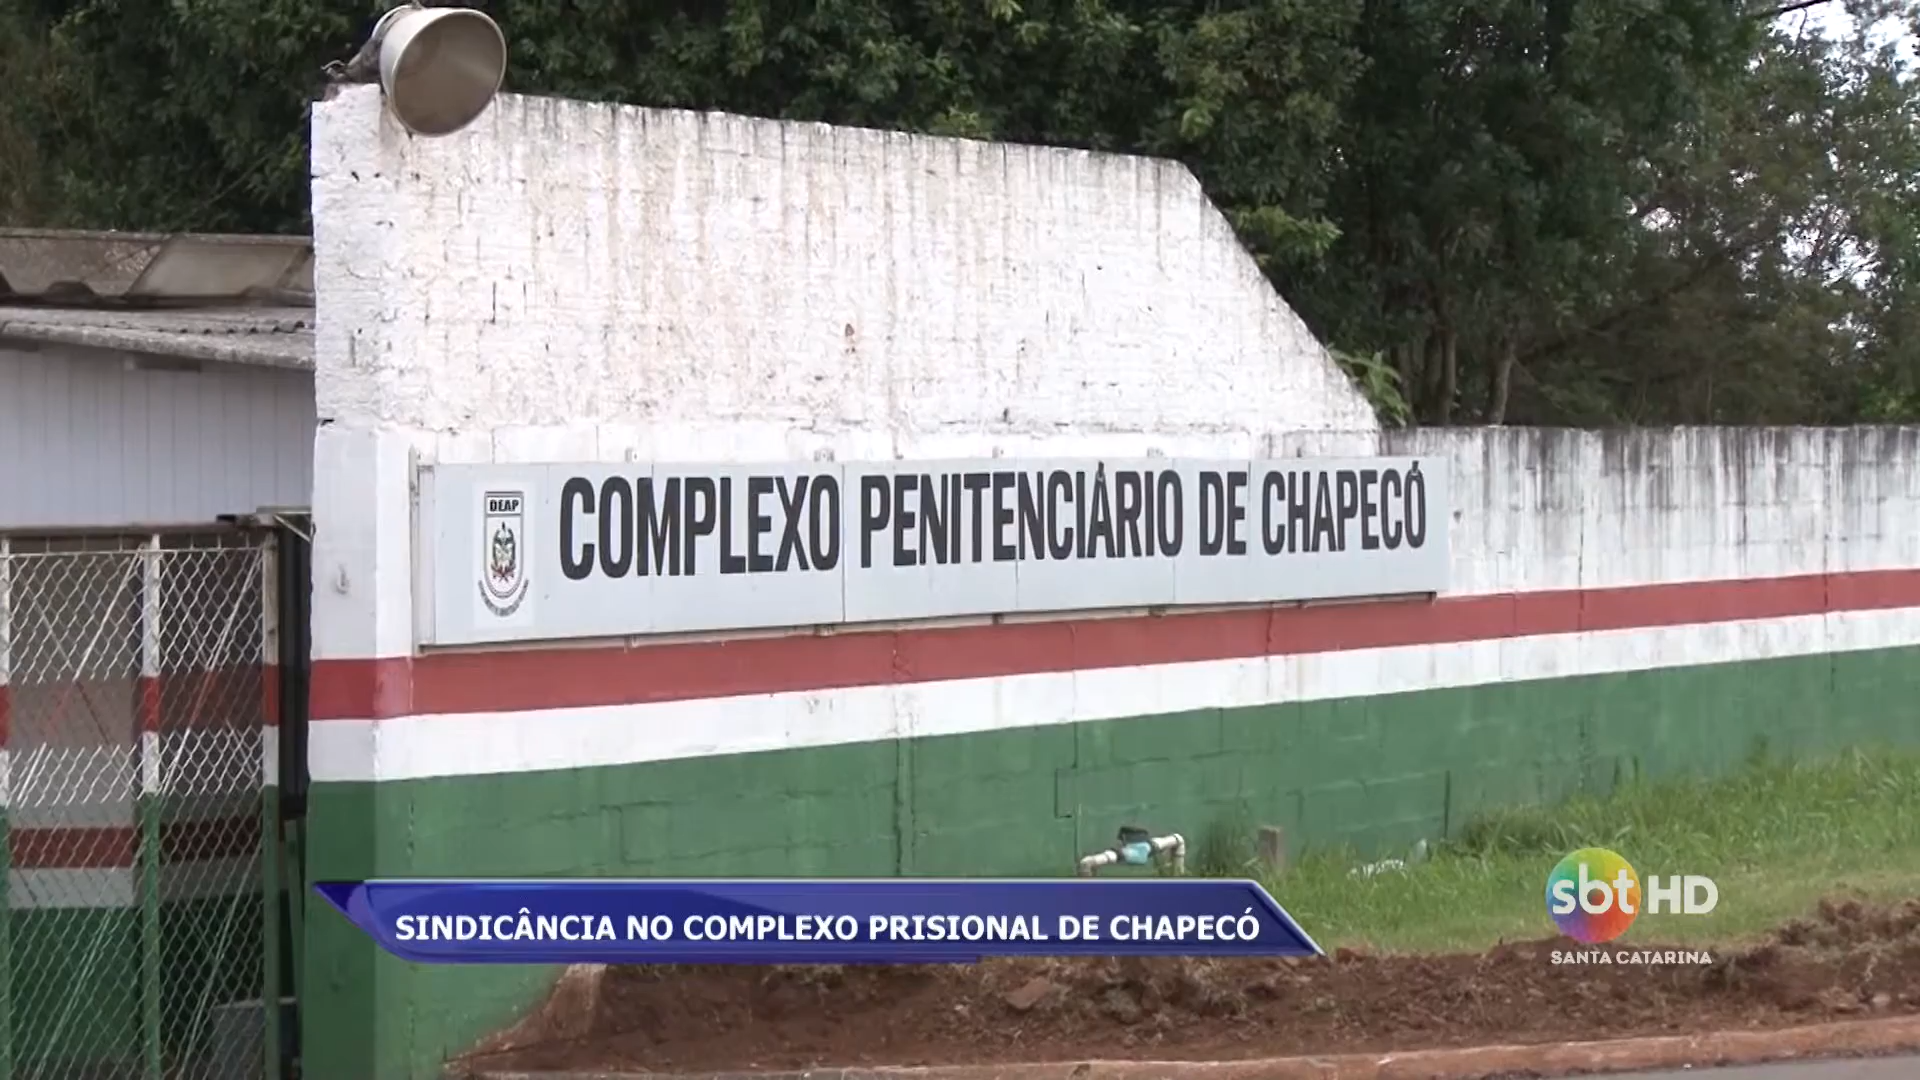 DEAP
COMPLEXO PENITENCIÁRIO DE CHAPECÓ
SINDICÂNCIA NO COMPLEXO PRISIONAL DE CHAPECÓ
sbt HD
SANTA CATARINA